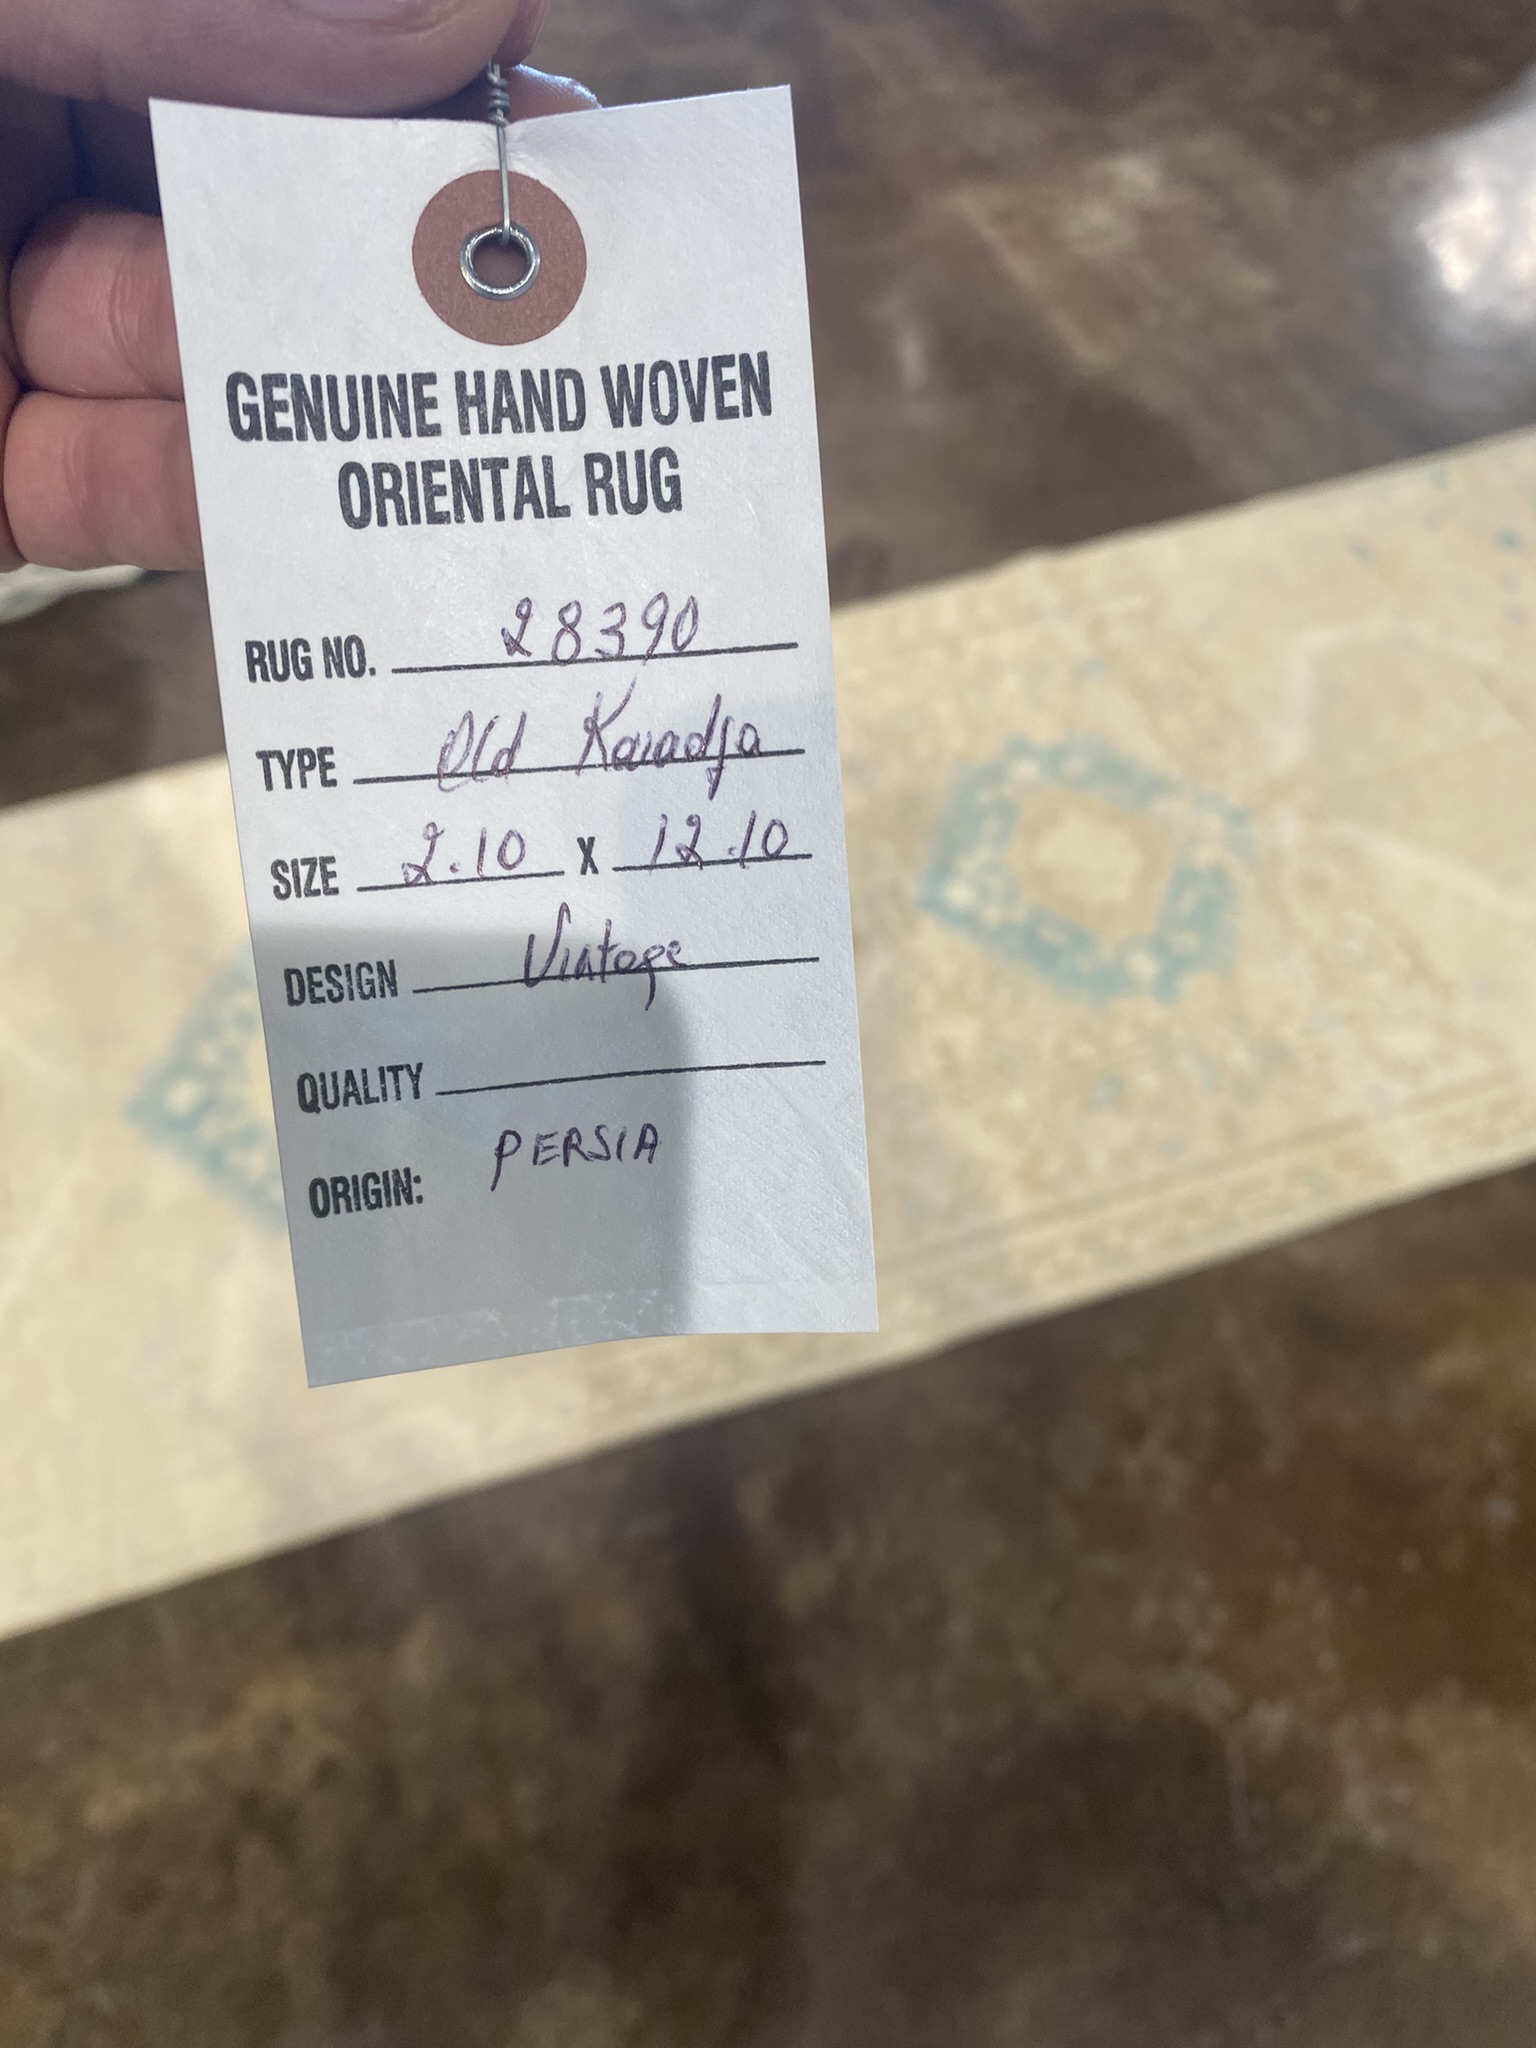 GENUINE HAND WOVEN
ORIENTAL RUG
RUG NO. 28390
TYPE Old Karadja
SIZE 2.10 X 12.10
DESIGN Vintage
QUALITY
ORIGIN: PERSIA